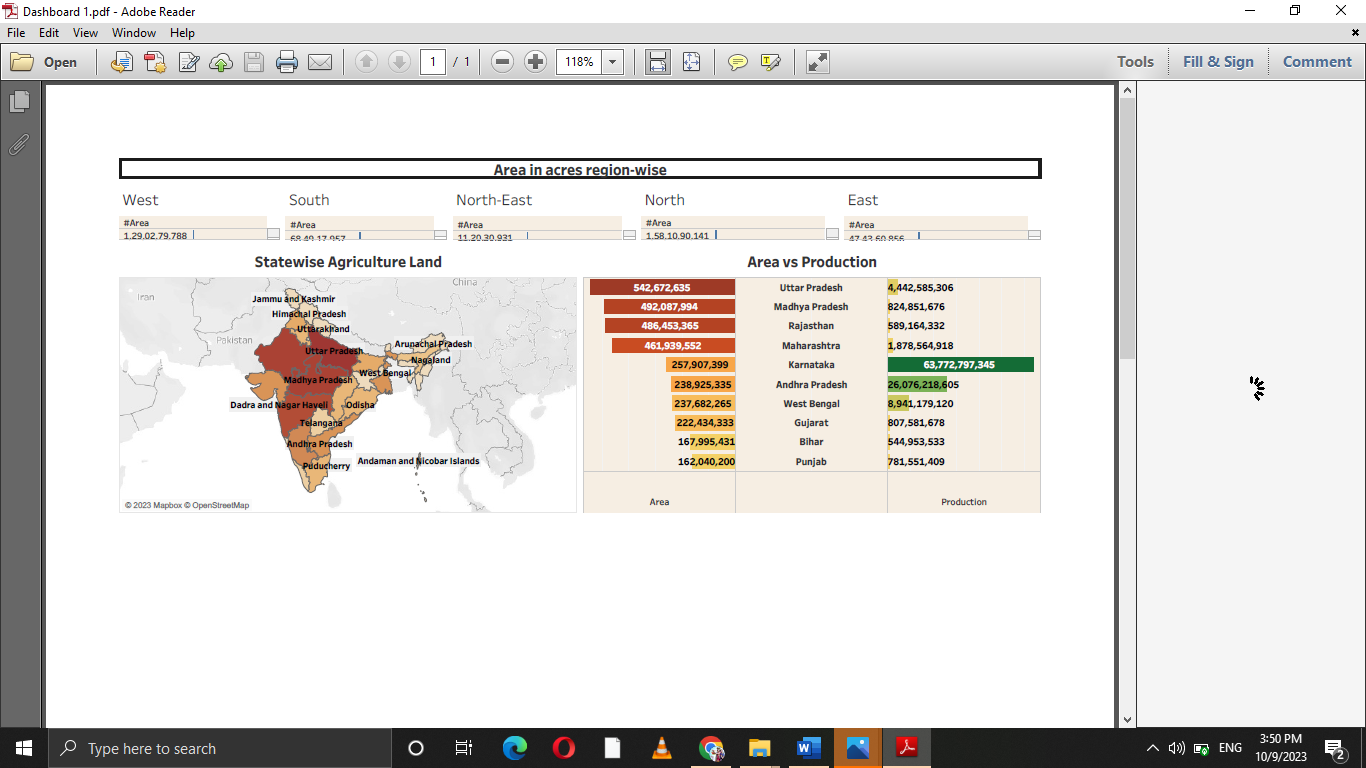 Dashboard 1.pdf - Adobe Reader
File Edit View Window Help
Open 1 / 1 118% Tools Fill & Sign Comment
Area in acres region-wise
West South North-East North East
#Area #Area #Area #Area #Area
1.29.02.79.788 68.49.17.957 11.20.30.931 1.58.10.90.141 47.43.60.856
Statewise Agriculture Land
China
Iran
Pakistan
Jammu and Kashmir
Himachal Pradesh
Uttarakhand
Arunachal Pradesh
Uttar Pradesh
Nagaland
West Bengal
Madhya Pradesh
Dadra and Nagar Haveli
Odisha
Telangana
Andhra Pradesh
Andaman and Nicobar Islands
Puducherry
© 2023 Mapbox © OpenStreetMap
Area vs Production
542,672,635 Uttar Pradesh 4,442,585,306
492,087,994 Madhya Pradesh 824,851,676
486,453,365 Rajasthan 589,164,332
461,939,552 Maharashtra 1,878,564,918
257,907,399 Karnataka 63,772,797,345
238,925,335 Andhra Pradesh 26,076,218,605
237,682,265 West Bengal 8,941,179,120
222,434,333 Gujarat 807,581,678
167,995,431 Bihar 544,953,533
162,040,200 Punjab 781,551,409
Area Production
Type here to search
ENG
3:50 PM
10/9/2023
2